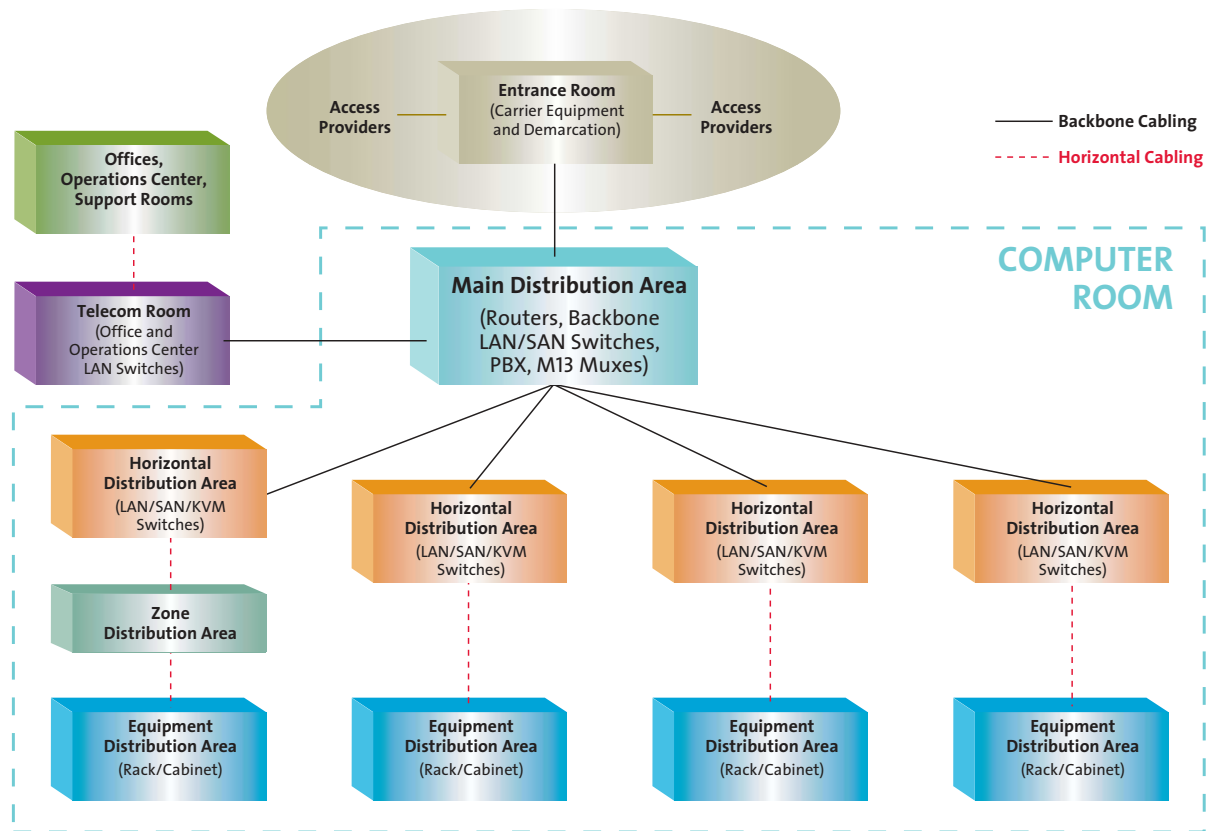 Entrance Room
(Carrier Equipment
and Demarcation)
Access
Providers
Access
Providers
Backbone Cabling
Horizontal Cabling
Offices,
Operations Center,
Support Rooms
COMPUTER
ROOM
Main Distribution Area
(Routers, Backbone
LAN/SAN Switches,
PBX, M13 Muxes)
Telecom Room
(Office and
Operations Center
LAN Switches)
Horizontal
Distribution Area
(LAN/SAN/KVM
Switches)
Horizontal
Distribution Area
(LAN/SAN/KVM
Switches)
Horizontal
Distribution Area
(LAN/SAN/KVM
Switches)
Horizontal
Distribution Area
(LAN/SAN/KVM
Switches)
Zone
Distribution Area
Equipment
Distribution Area
(Rack/Cabinet)
Equipment
Distribution Area
(Rack/Cabinet)
Equipment
Distribution Area
(Rack/Cabinet)
Equipment
Distribution Area
(Rack/Cabinet)